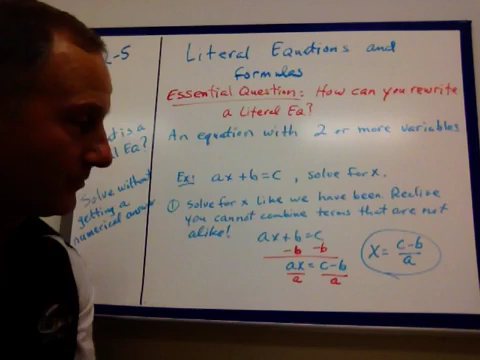 2-5
Literal Equations and
formulas
Essential Question: How can you rewrite
a Literal Eq?
is a
Eq?
An equation with 2 or more variables
Ex: ax+b=c, solve for x.
Solve without
getting a
numerical answer
① Solve for x like we have been. Realize
you cannot combine terms that are not
alike!
ax+b=c
-b -b
ax = c-b
a a
x = c-b
a